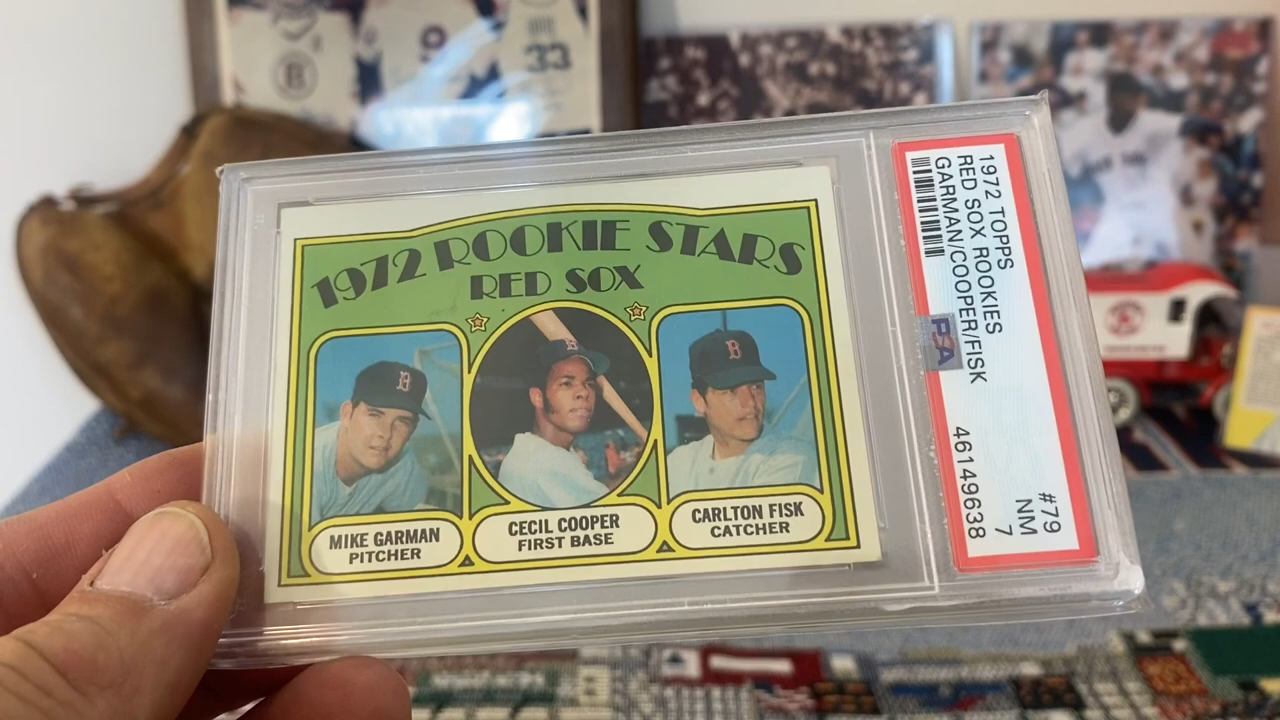 1972 ROOKIE STARS
RED SOX
MIKE GARMAN
PITCHER
CECIL COOPER
FIRST BASE
CARLTON FISK
CATCHER
B
B
B
1972 TOPPS
RED SOX ROOKIES
GARMAN/COOPER/FISK
#79
NM
7
46149638
PSA
B
9
33